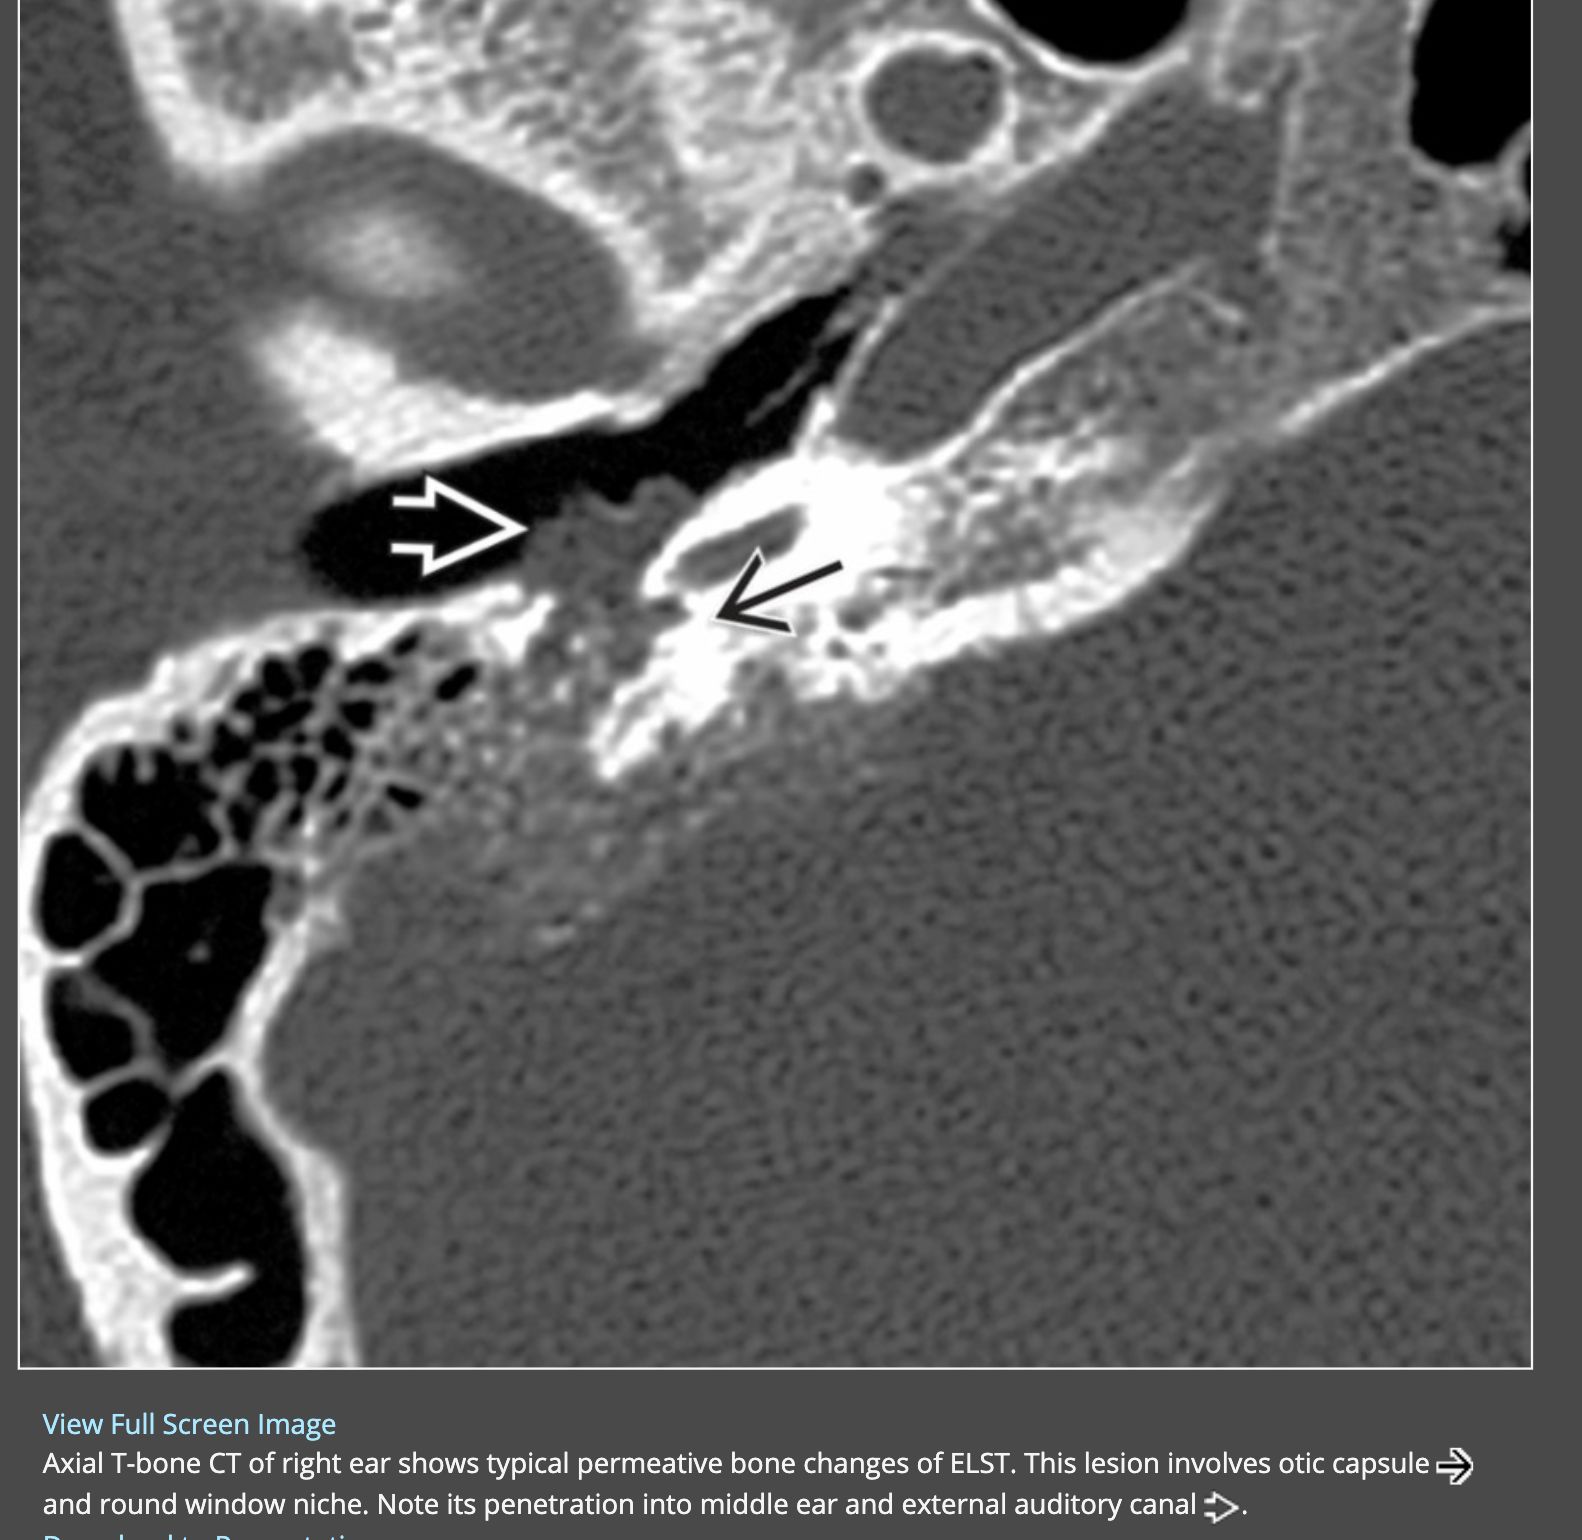 View Full Screen Image
Axial T-bone CT of right ear shows typical permeative bone changes of ELST. This lesion involves otic capsule
and round window niche. Note its penetration into middle ear and external auditory canal .